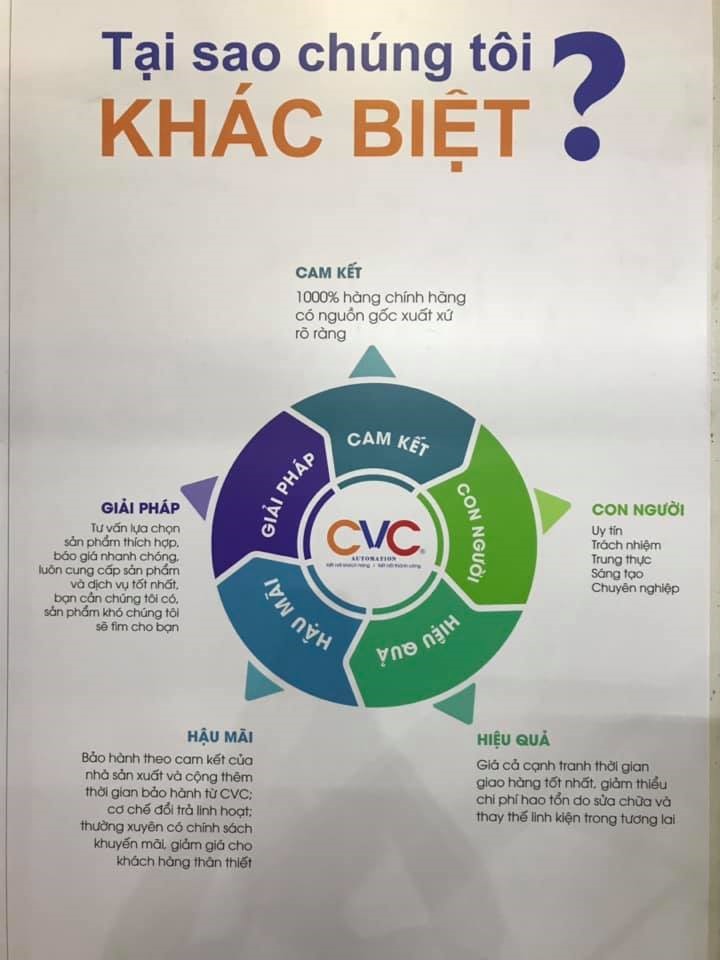 Tại sao chúng tôi
KHÁC BIỆT ?
CAM KẾT
1000% hàng chính hãng
có nguồn gốc xuất xứ
rõ ràng
CAM KẾT
GIẢI PHÁP
CON NGƯỜI
HẬU MÃI
HIỆU QUẢ
CVC®
AUTOMATION
Kết nối khách hàng / Kết nối thành công
GIẢI PHÁP
Tư vấn lựa chọn
sản phẩm thích hợp,
báo giá nhanh chóng,
luôn cung cấp sản phẩm
và dịch vụ tốt nhất,
bạn cần chúng tôi có,
sản phẩm khó chúng tôi
sẽ tìm cho bạn
CON NGƯỜI
Uy tín
Trách nhiệm
Trung thực
Sáng tạo
Chuyên nghiệp
HẬU MÃI
Bảo hành theo cam kết của
nhà sản xuất và cộng thêm
thời gian bảo hành từ CVC;
cơ chế đổi trả linh hoạt;
thường xuyên có chính sách
khuyến mãi, giảm giá cho
khách hàng thân thiết
HIỆU QUẢ
Giá cả cạnh tranh thời gian
giao hàng tốt nhất, giảm thiểu
chi phí hao tổn do sửa chữa và
thay thế linh kiện trong tương lai